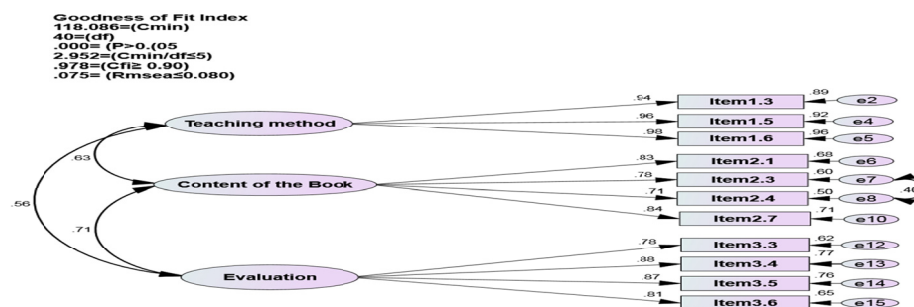 Goodness of Fit Index
118.086=(Cmin)
40=(df)
.000= (P>0.(05
2.952=(Cmin/df≤5)
.978=(Cfi≥ 0.90)
.075= (Rmsea≤0.080)
.94 Item1.3 .89 e2
Teaching method .96 Item1.5 .92 e4
.98 Item1.6 .96 e5
.63 .83 Item2.1 .68 e6
Content of the Book .78 Item2.3 .60 e7
.56 .71 Item2.4 .50 e8 .40
.71 .84 Item2.7 .71 e10
.78 Item3.3 .62 e12
.88 Item3.4 .77 e13
Evaluation .87 Item3.5 .76 e14
.81 Item3.6 .65 e15